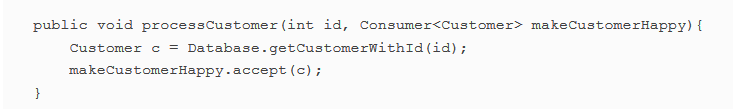 public void processCustomer(int id, Consumer<Customer> makeCustomerHappy){
    Customer c = Database.getCustomerWithId(id);
    makeCustomerHappy.accept(c);
}